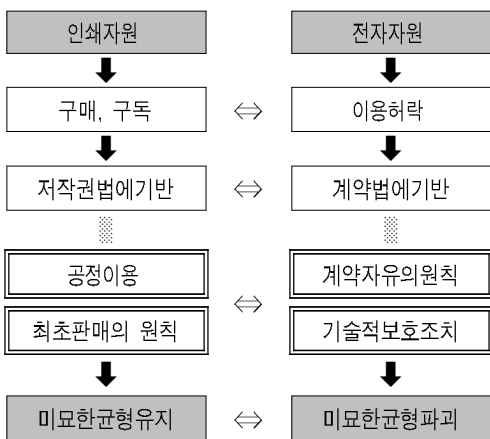 인쇄자원 전자자원
구매, 구독 ⇔ 이용허락
저작권법에기반 ⇔ 계약법에기반
공정이용 계약자유의원칙
⇔
최초판매의 원칙 기술적보호조치
미묘한균형유지 ⇔ 미묘한균형파괴